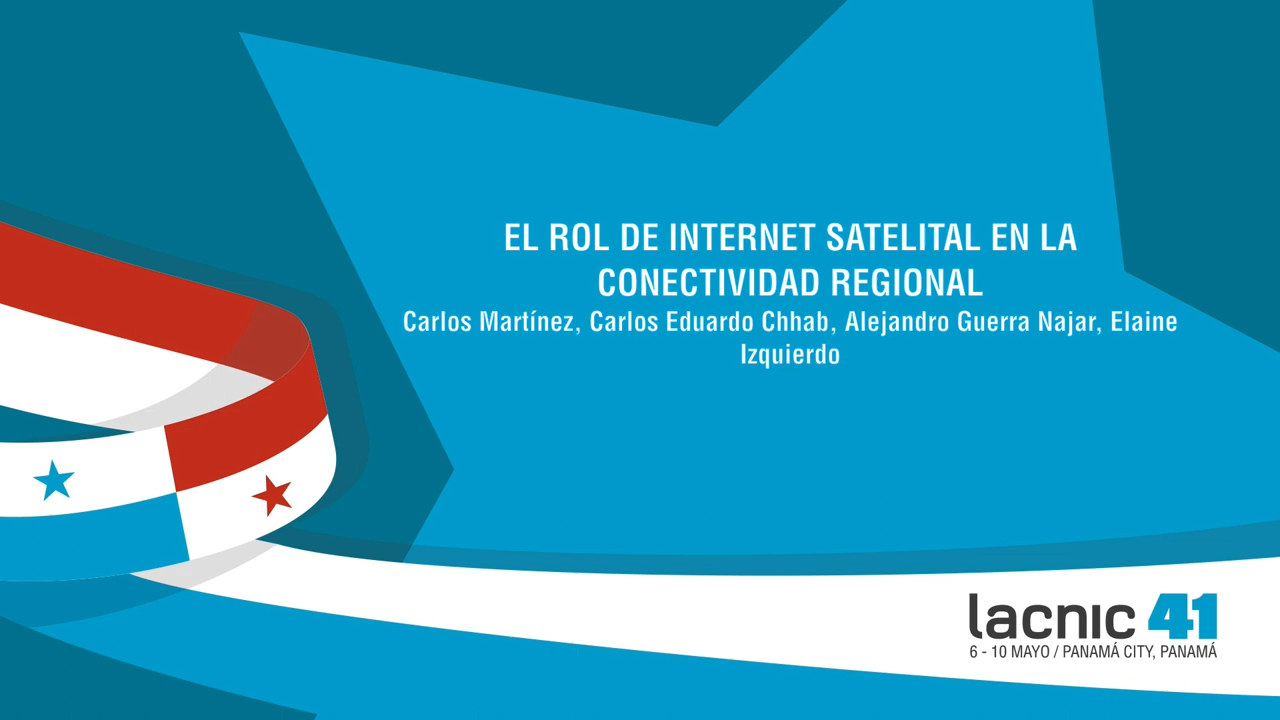 EL ROL DE INTERNET SATELITAL EN LA
CONECTIVIDAD REGIONAL
Carlos Martínez, Carlos Eduardo Chhab, Alejandro Guerra Najar, Elaine
Izquierdo
lacnic 41
6 - 10 MAYO / PANAMÁ CITY, PANAMÁ